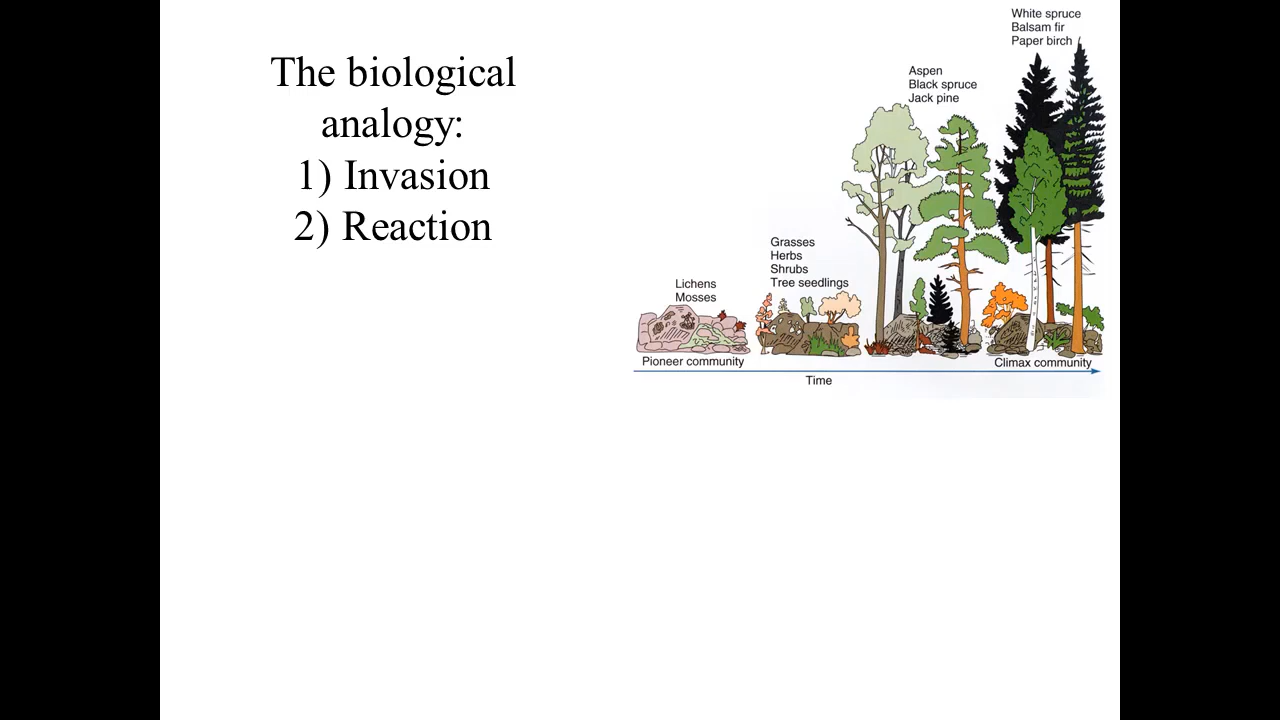 The biological
analogy:
1) Invasion
2) Reaction
White spruce
Balsam fir
Paper birch
Aspen
Black spruce
Jack pine
Grasses
Herbs
Shrubs
Tree seedlings
Lichens
Mosses
Pioneer community
Climax community
Time